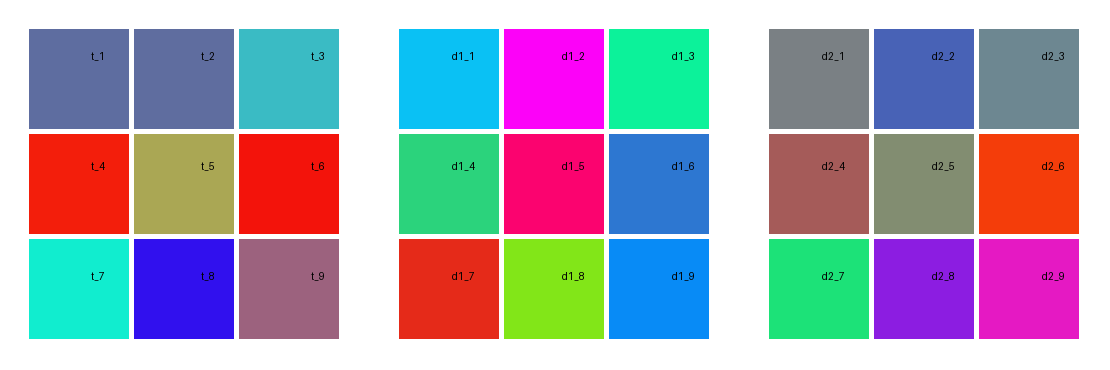 t_1 t_2 t_3 d1_1 d1_2 d1_3 d2_1 d2_2 d2_3
t_4 t_5 t_6 d1_4 d1_5 d1_6 d2_4 d2_5 d2_6
t_7 t_8 t_9 d1_7 d1_8 d1_9 d2_7 d2_8 d2_9